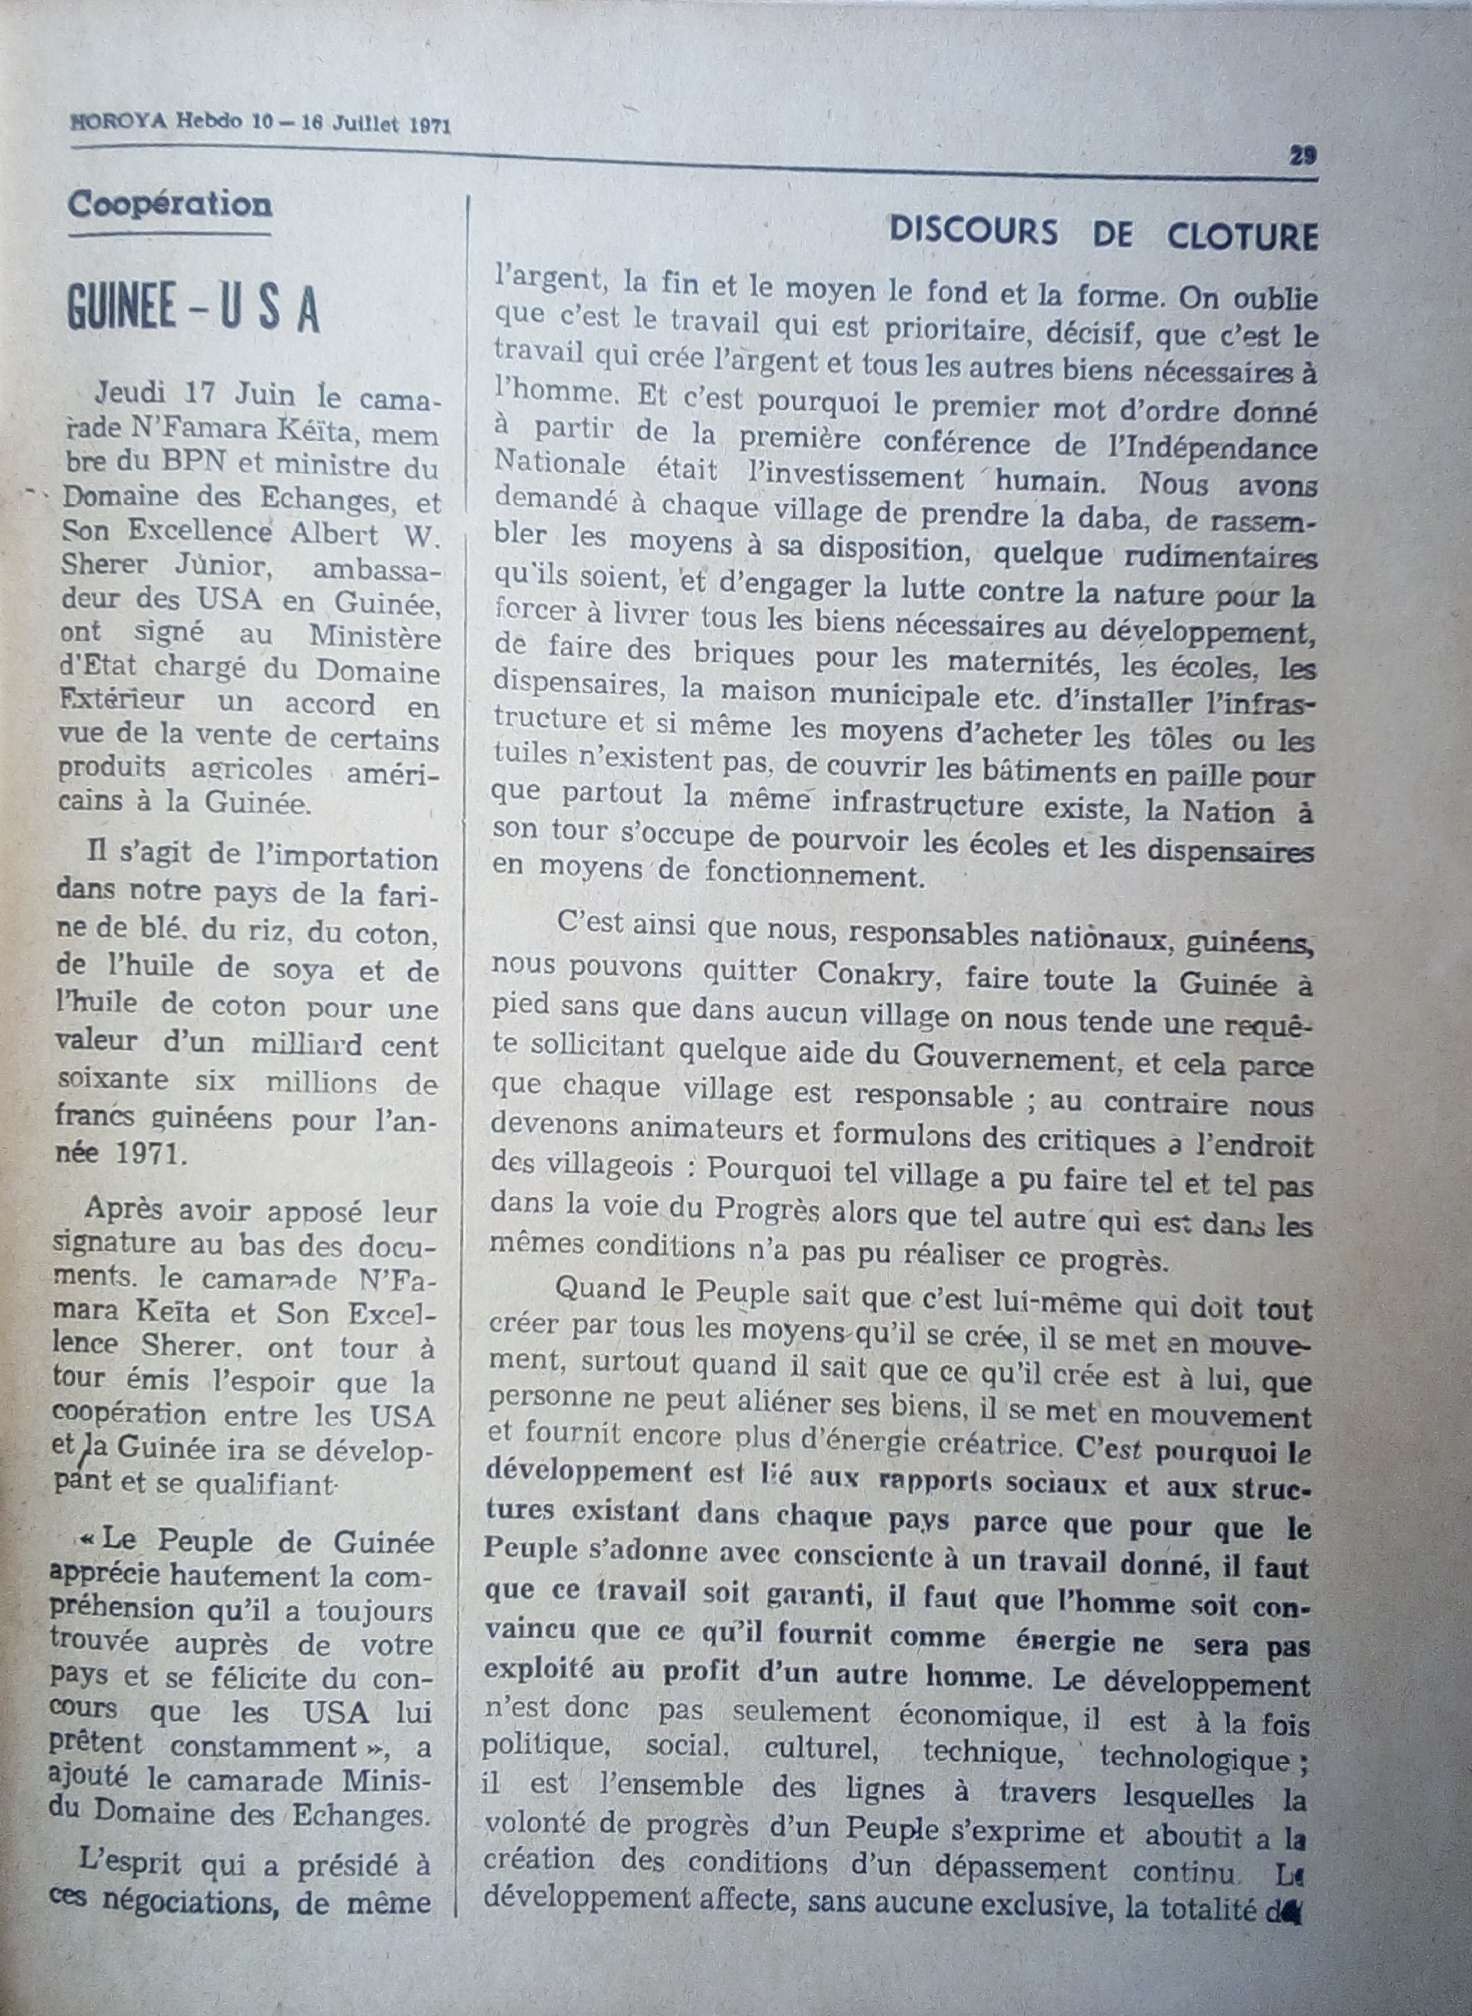 HOROYA Hebdo 10 — 16 Juillet 1971
29
Coopération
GUINEE - U S A
Jeudi 17 Juin le cama-
rade N'Famara Kéïta, mem
bre du BPN et ministre du
Domaine des Echanges, et
Son Excellence Albert W.
Sherer Junior, ambassa-
deur des USA en Guinée,
ont signé au Ministère
d'Etat chargé du Domaine
Extérieur un accord en
vue de la vente de certains
produits agricoles améri-
cains à la Guinée.
Il s'agit de l'importation
dans notre pays de la fari-
ne de blé. du riz, du coton,
de l'huile de soya et de
l'huile de coton pour une
valeur d'un milliard cent
soixante six millions de
francs guinéens pour l'an-
née 1971.
Après avoir apposé leur
signature au bas des docu-
ments. le camarade N'Fa-
mara Keïta et Son Excel-
lence Sherer, ont tour à
tour émis l'espoir que la
coopération entre les USA
et la Guinée ira se dévelop-
pant et se qualifiant.
« Le Peuple de Guinée
apprécie hautement la com-
préhension qu'il a toujours
trouvée auprès de votre
pays et se félicite du con-
cours que les USA lui
prêtent constamment », a
ajouté le camarade Minis-
du Domaine des Echanges.
L'esprit qui a présidé à
ces négociations, de même
DISCOURS DE CLOTURE
l'argent, la fin et le moyen le fond et la forme. On oublie
que c'est le travail qui est prioritaire, décisif, que c'est le
travail qui crée l'argent et tous les autres biens nécessaires à
l'homme. Et c'est pourquoi le premier mot d'ordre donné
à partir de la première conférence de l'Indépendance
Nationale était l'investissement humain. Nous avons
demandé à chaque village de prendre la daba, de rassem-
bler les moyens à sa disposition, quelque rudimentaires
qu'ils soient, et d'engager la lutte contre la nature pour la
forcer à livrer tous les biens nécessaires au développement,
de faire des briques pour les maternités, les écoles, les
dispensaires, la maison municipale etc. d'installer l'infras-
tructure et si même les moyens d'acheter les tôles ou les
tuiles n'existent pas, de couvrir les bâtiments en paille pour
que partout la même infrastructure existe, la Nation à
son tour s'occupe de pourvoir les écoles et les dispensaires
en moyens de fonctionnement.
C'est ainsi que nous, responsables nationaux, guinéens,
nous pouvons quitter Conakry, faire toute la Guinée à
pied sans que dans aucun village on nous tende une requê-
te sollicitant quelque aide du Gouvernement, et cela parce
que chaque village est responsable ; au contraire nous
devenons animateurs et formulons des critiques a l'endroit
des villageois : Pourquoi tel village a pu faire tel et tel pas
dans la voie du Progrès alors que tel autre qui est dans les
mêmes conditions n'a pas pu réaliser ce progrès.
Quand le Peuple sait que c'est lui-même qui doit tout
créer par tous les moyens qu'il se crée, il se met en mouve-
ment, surtout quand il sait que ce qu'il crée est à lui, que
personne ne peut aliéner ses biens, il se met en mouvement
et fournit encore plus d'énergie créatrice. C'est pourquoi le
développement est lié aux rapports sociaux et aux struc-
tures existant dans chaque pays parce que pour que le
Peuple s'adonne avec consciente à un travail donné, il faut
que ce travail soit garanti, il faut que l'homme soit con-
vaincu que ce qu'il fournit comme énergie ne sera pas
exploité au profit d'un autre homme. Le développement
n'est donc pas seulement économique, il est à la fois
politique, social, culturel, technique, technologique ;
il est l'ensemble des lignes à travers lesquelles la
volonté de progrès d'un Peuple s'exprime et aboutit a la
création des conditions d'un dépassement continu. Le
développement affecte, sans aucune exclusive, la totalité